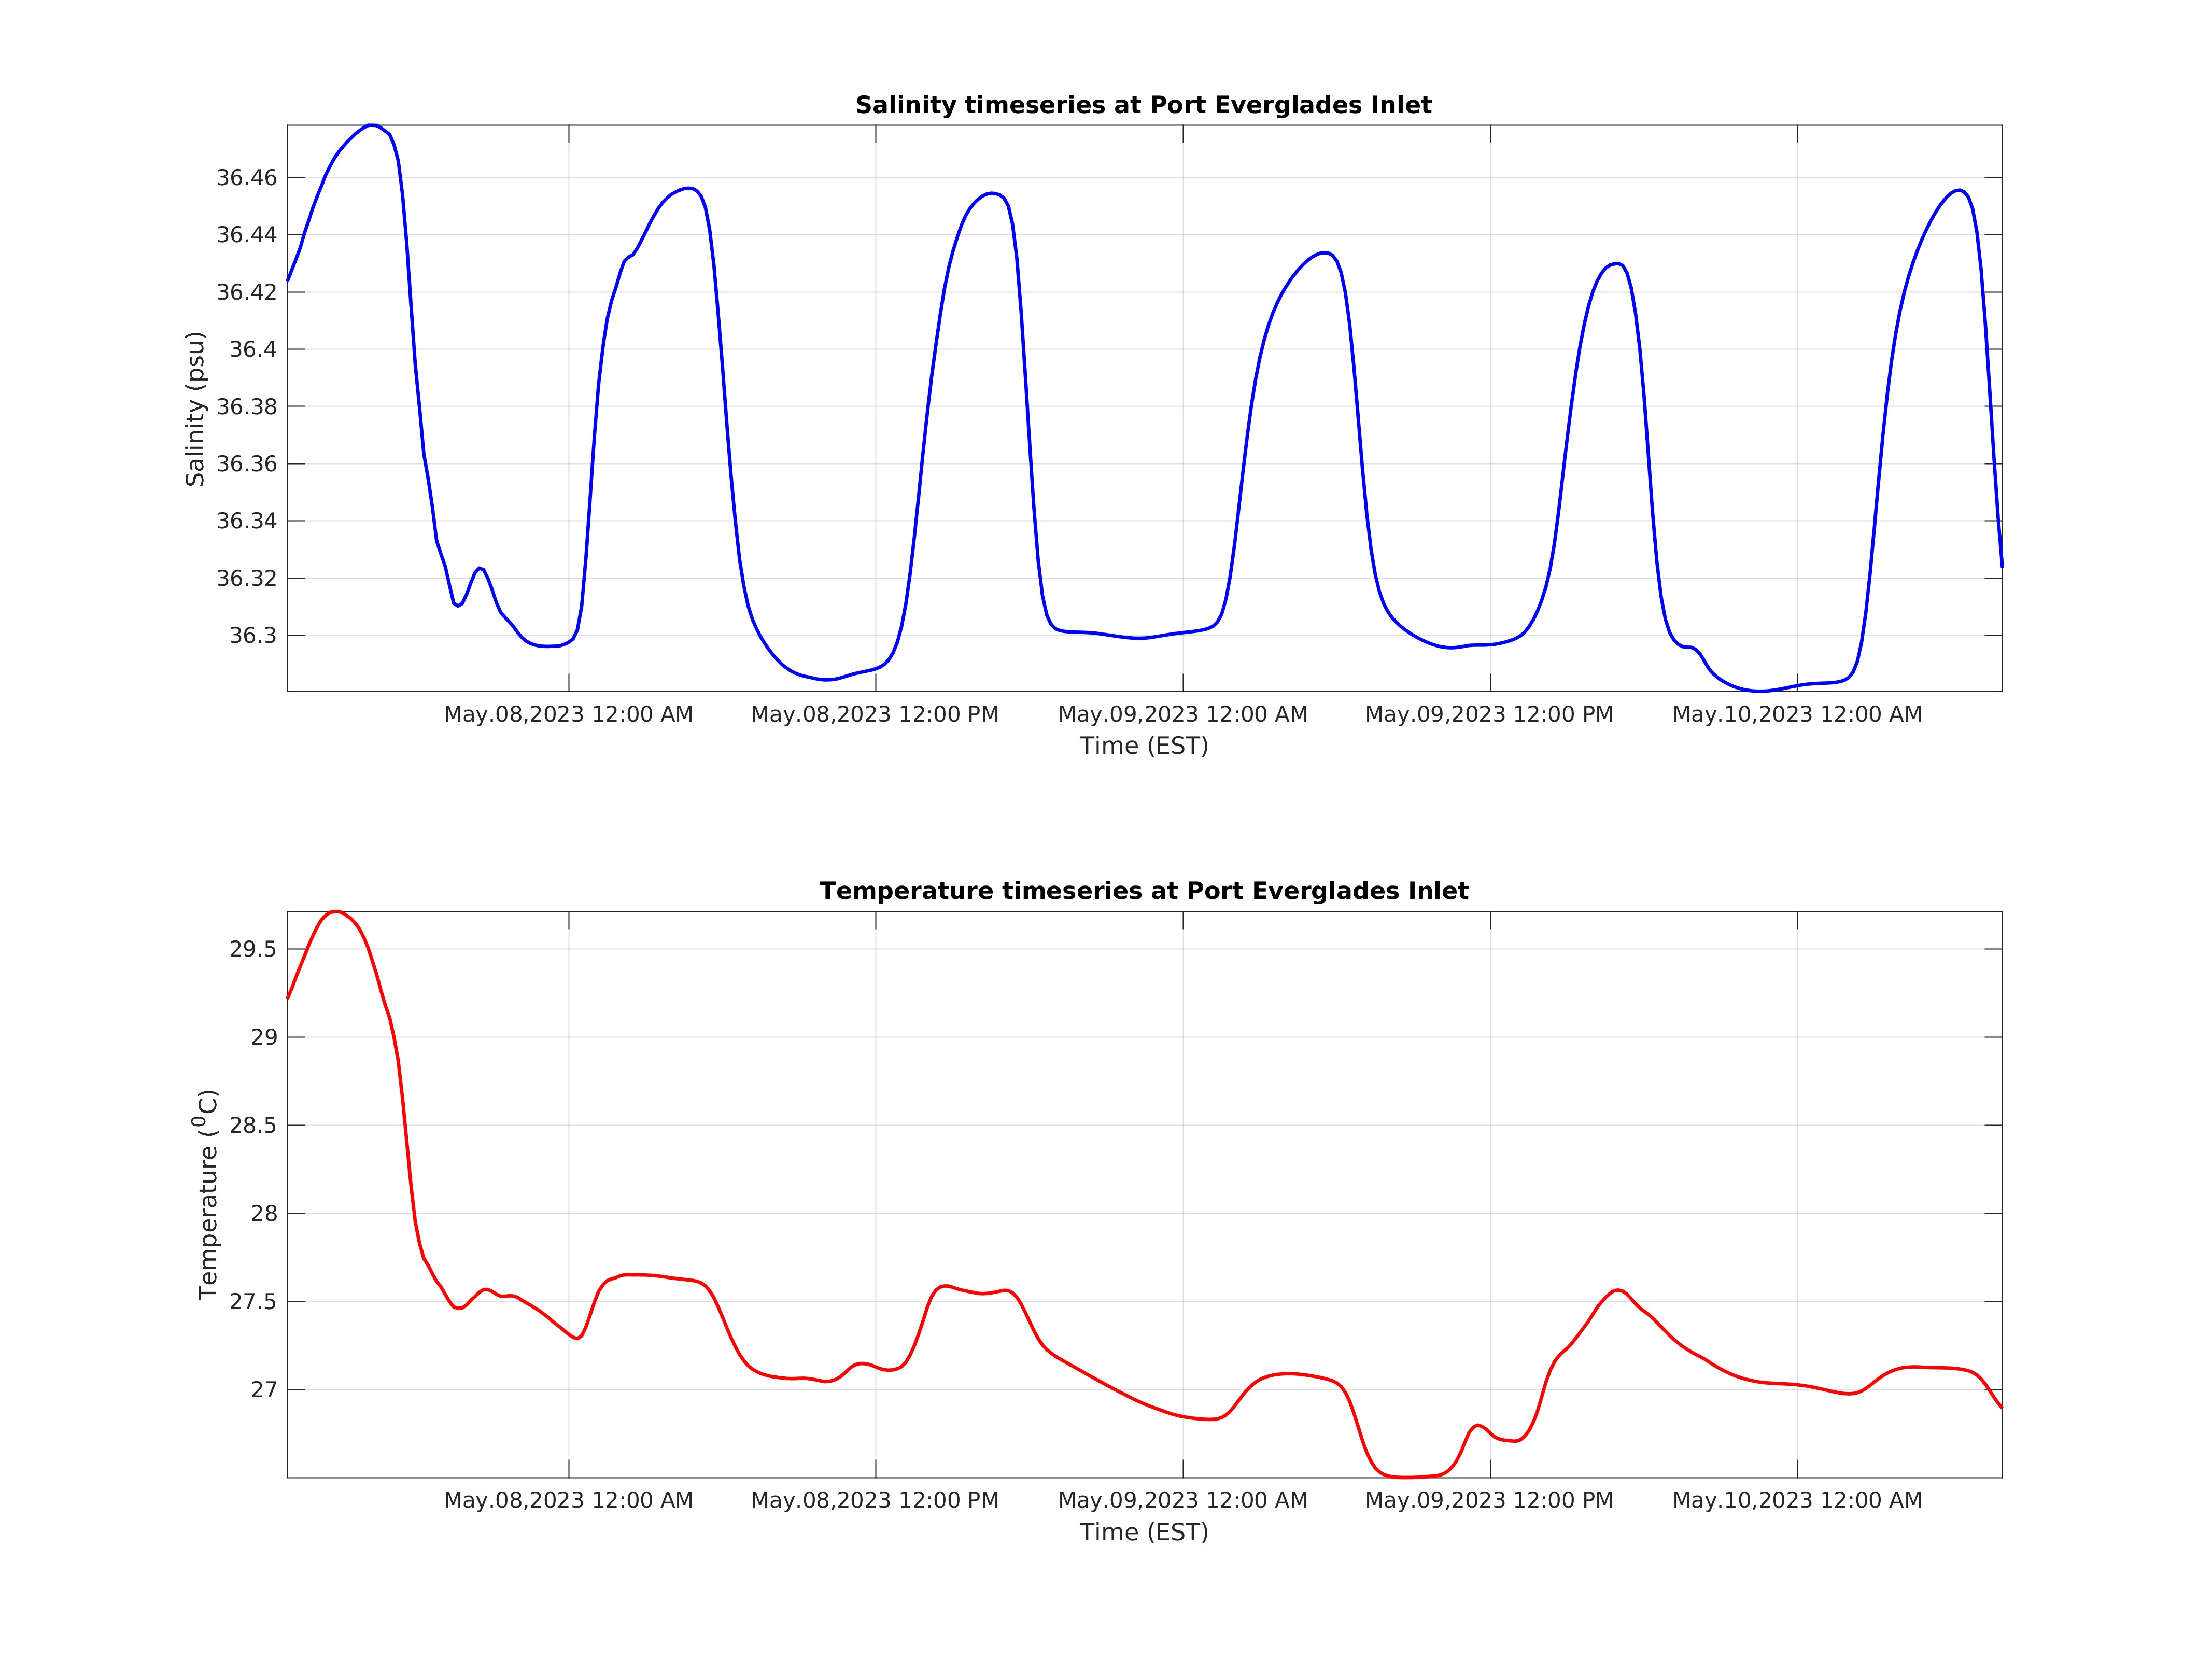 Salinity timeseries at Port Everglades Inlet
36.46
36.44
36.42
36.4
36.38
36.36
36.34
36.32
36.3
Salinity (psu)
May.08,2023 12:00 AM May.08,2023 12:00 PM May.09,2023 12:00 AM May.09,2023 12:00 PM May.10,2023 12:00 AM
Time (EST)
Temperature timeseries at Port Everglades Inlet
29.5
29
28.5
28
27.5
27
Temperature (⁰C)
May.08,2023 12:00 AM May.08,2023 12:00 PM May.09,2023 12:00 AM May.09,2023 12:00 PM May.10,2023 12:00 AM
Time (EST)